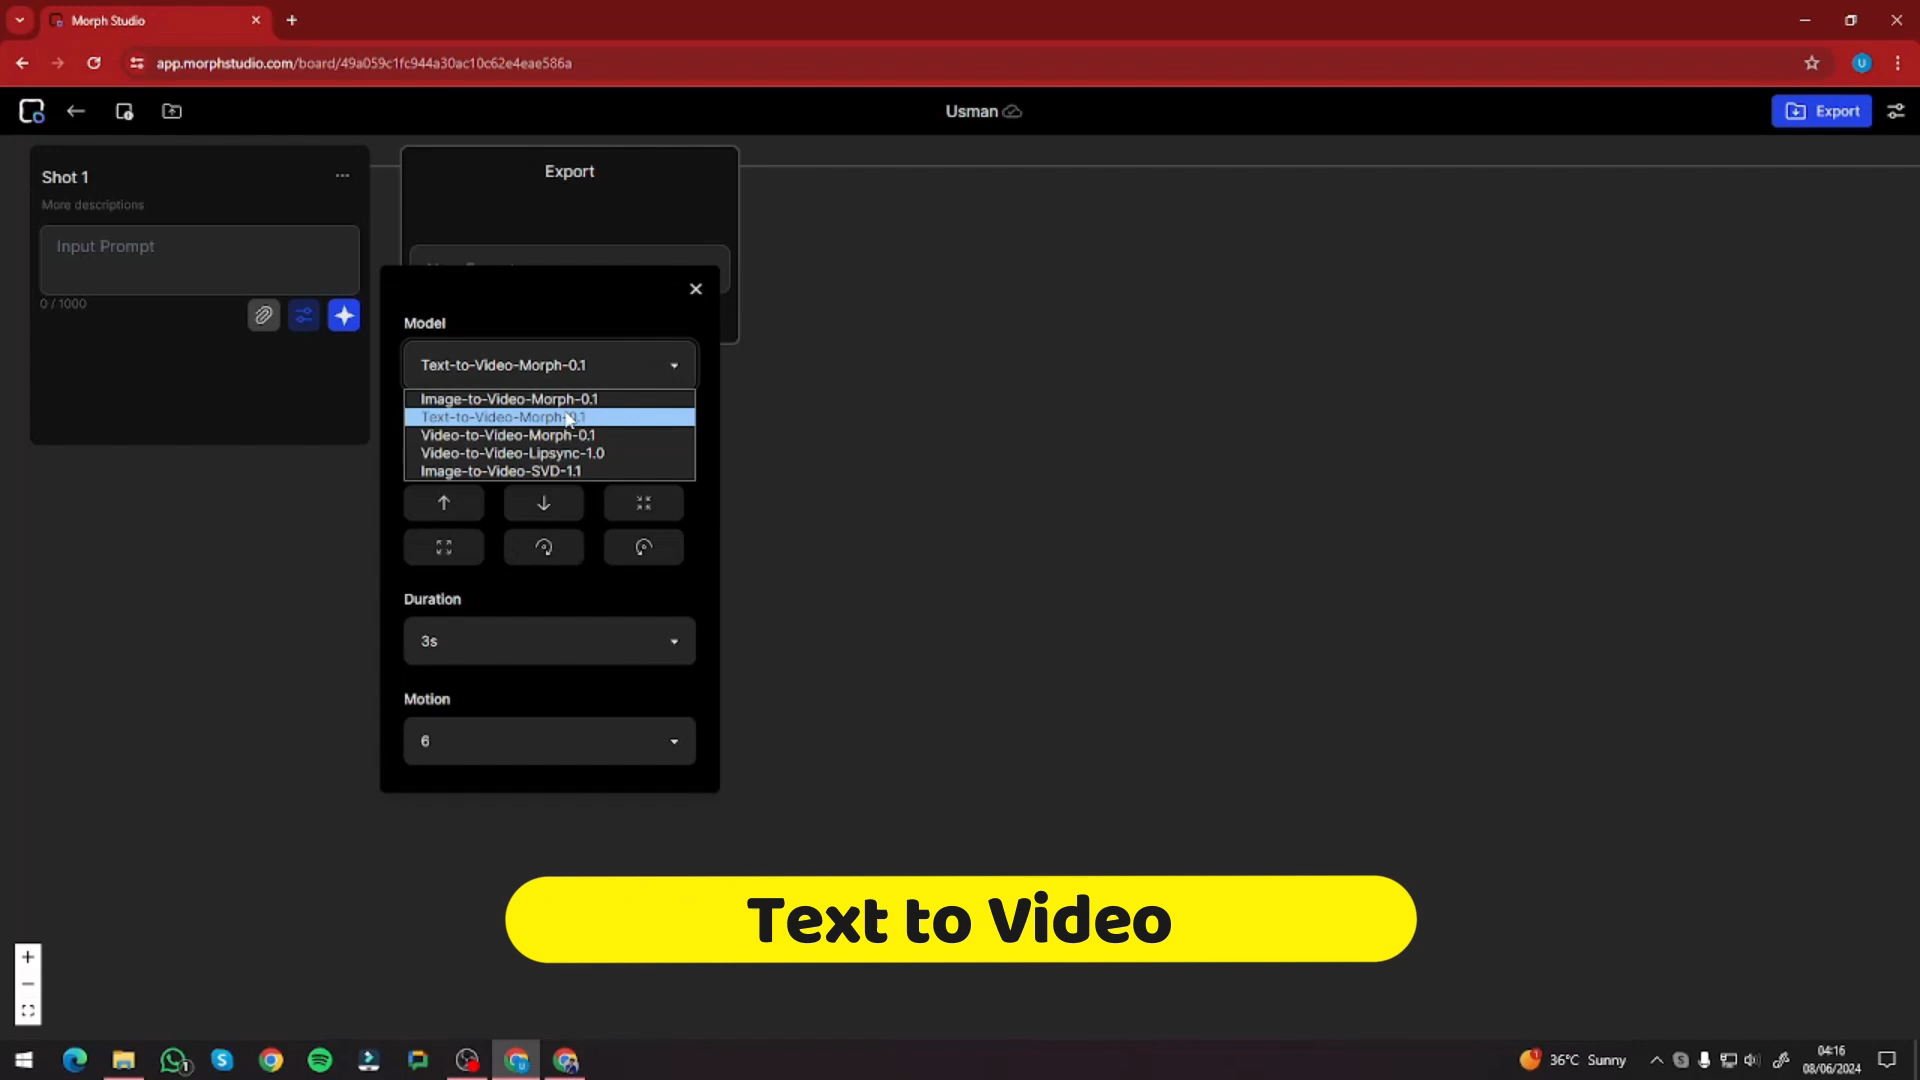 Morph Studio
app.morphstudio.com/board/49a059c1fc944a30ac10c62e4eae586a
Usman
Export
Shot 1
More descriptions
Input Prompt
0 / 1000
Export
Model
Text-to-Video-Morph-0.1
Image-to-Video-Morph-0.1
Text-to-Video-Morph-0.1
Video-to-Video-Morph-0.1
Video-to-Video-Lipsync-1.0
Image-to-Video-SVD-1.1
Duration
3s
Motion
6
Text to Video
36°C Sunny
04:16
08/06/2024